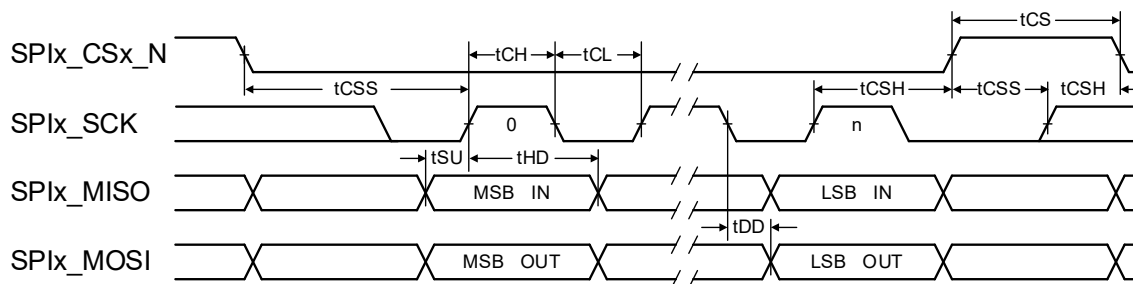 tCS
SPIx_CSx_N
tCH
tCL
tCSS
tCSH
tCSS
tCSH
SPIx_SCK
0
n
tSU
tHD
SPIx_MISO
MSB IN
LSB IN
tDD
SPIx_MOSI
MSB OUT
LSB OUT